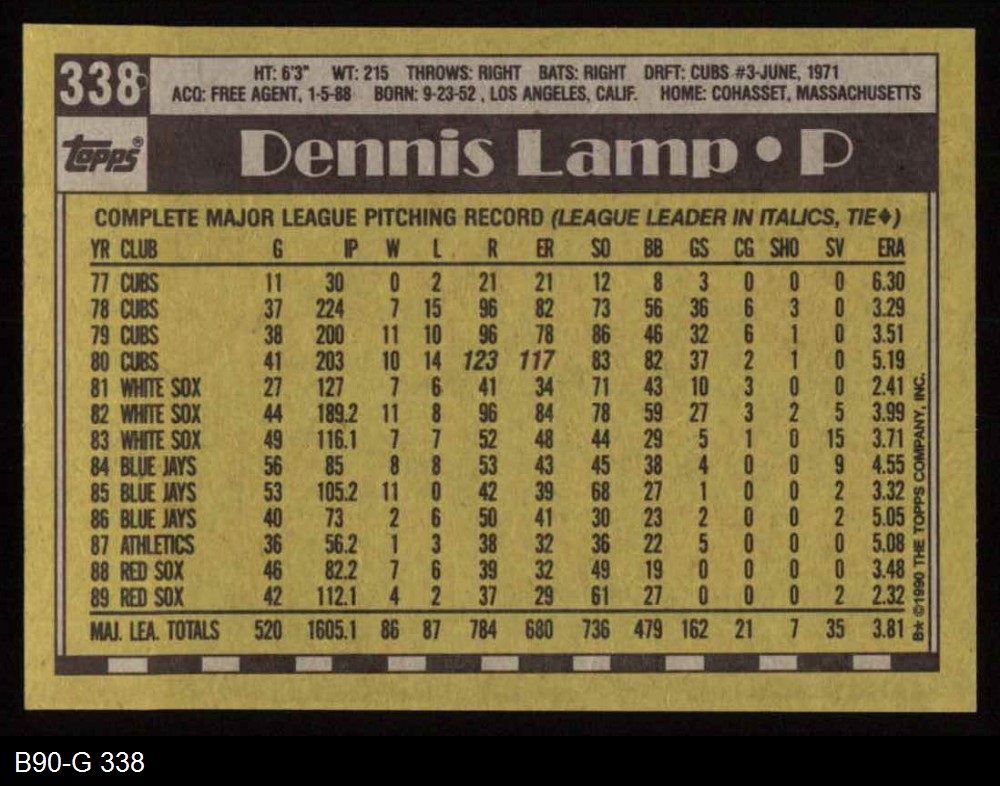 338
HT: 6'3" WT: 215 THROWS: RIGHT BATS: RIGHT DRFT: CUBS #3-JUNE, 1971
ACQ: FREE AGENT, 1-5-88 BORN: 9-23-52 , LOS ANGELES, CALIF. HOME: COHASSET, MASSACHUSETTS
topps® Dennis Lamp • P
COMPLETE MAJOR LEAGUE PITCHING RECORD (LEAGUE LEADER IN ITALICS, TIE♦)
YR CLUB G IP W L R ER SO BB GS CG SHO SV ERA
77 CUBS 11 30 0 2 21 21 12 8 3 0 0 0 6.30
78 CUBS 37 224 7 15 96 82 73 56 36 6 3 0 3.29
79 CUBS 38 200 11 10 96 78 86 46 32 6 1 0 3.51
80 CUBS 41 203 10 14 123 117 83 82 37 2 1 0 5.19
81 WHITE SOX 27 127 7 6 41 34 71 43 10 3 0 0 2.41
82 WHITE SOX 44 189.2 11 8 96 84 78 59 27 3 2 5 3.99
83 WHITE SOX 49 116.1 7 7 52 48 44 29 5 1 0 15 3.71
84 BLUE JAYS 56 85 8 8 53 43 45 38 4 0 0 9 4.55
85 BLUE JAYS 53 105.2 11 0 42 39 68 27 1 0 0 2 3.32
86 BLUE JAYS 40 73 2 6 50 41 30 23 2 0 0 2 5.05
87 ATHLETICS 36 56.2 1 3 38 32 36 22 5 0 0 0 5.08
88 RED SOX 46 82.2 7 6 39 32 49 19 0 0 0 0 3.48
89 RED SOX 42 112.1 4 2 37 29 61 27 0 0 0 2 2.32
MAJ. LEA. TOTALS 520 1605.1 86 87 784 680 736 479 162 21 7 35 3.81
B* ©1990 THE TOPPS COMPANY, INC.
B90-G 338